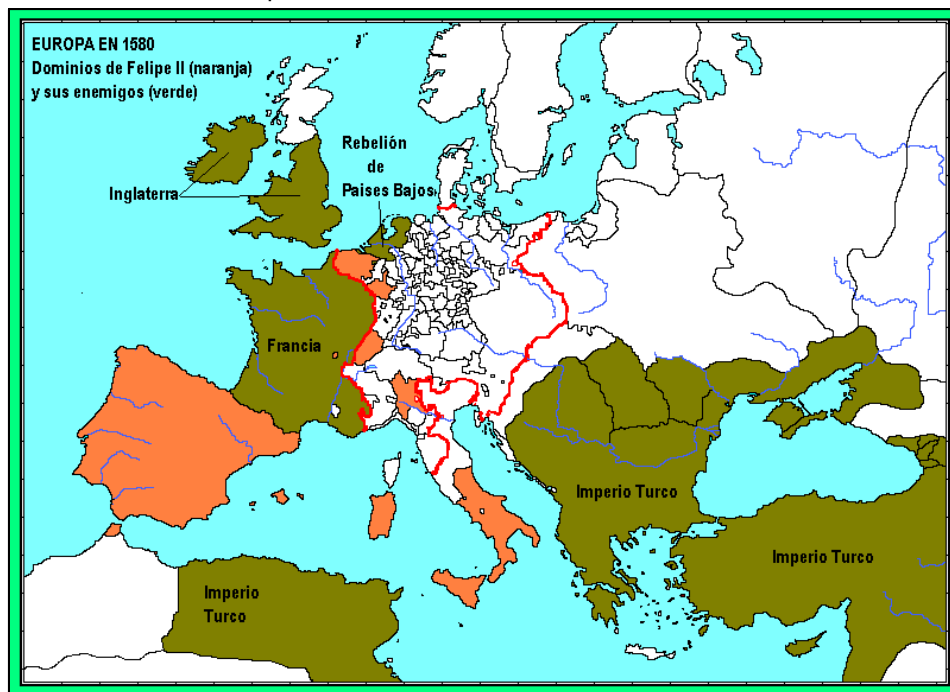 EUROPA EN 1580
Dominios de Felipe II (naranja)
y sus enemigos (verde)
Rebelión
de
Paises Bajos
Inglaterra
Francia
Imperio Turco
Imperio Turco
Imperio
Turco